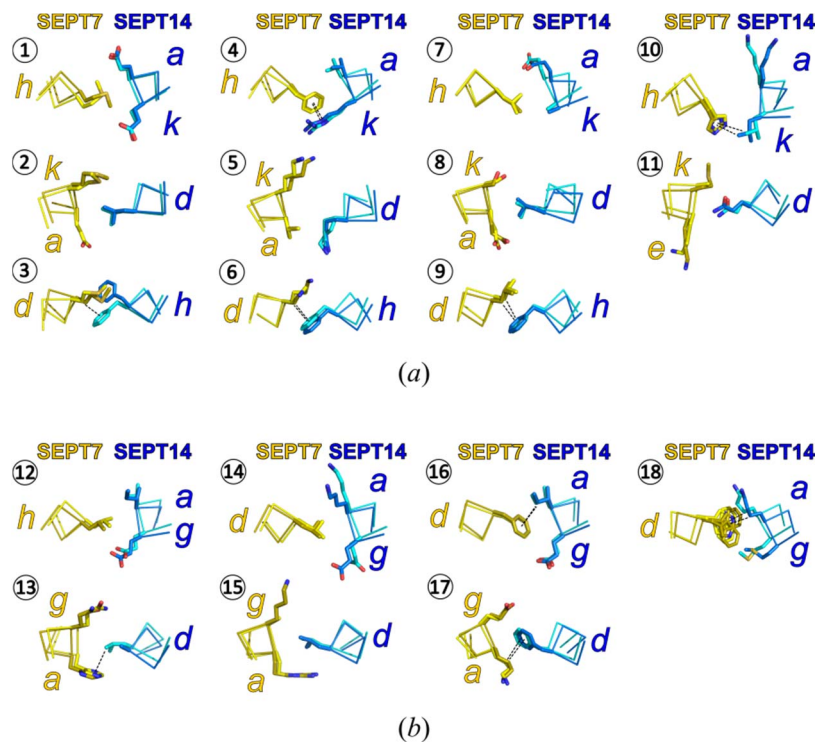 SEPT7 SEPT14 SEPT7 SEPT14 SEPT7 SEPT14 SEPT7 SEPT14
1 h a k 4 h a k 7 h a k 10 h a k
2 k a d 5 k a d 8 k a d 11 k e d
3 d h 6 d h 9 d h
(a)
SEPT7 SEPT14 SEPT7 SEPT14 SEPT7 SEPT14 SEPT7 SEPT14
12 h a g 14 d a g 16 d a g 18 d a g
13 g a d 15 g a d 17 g a d
(b)